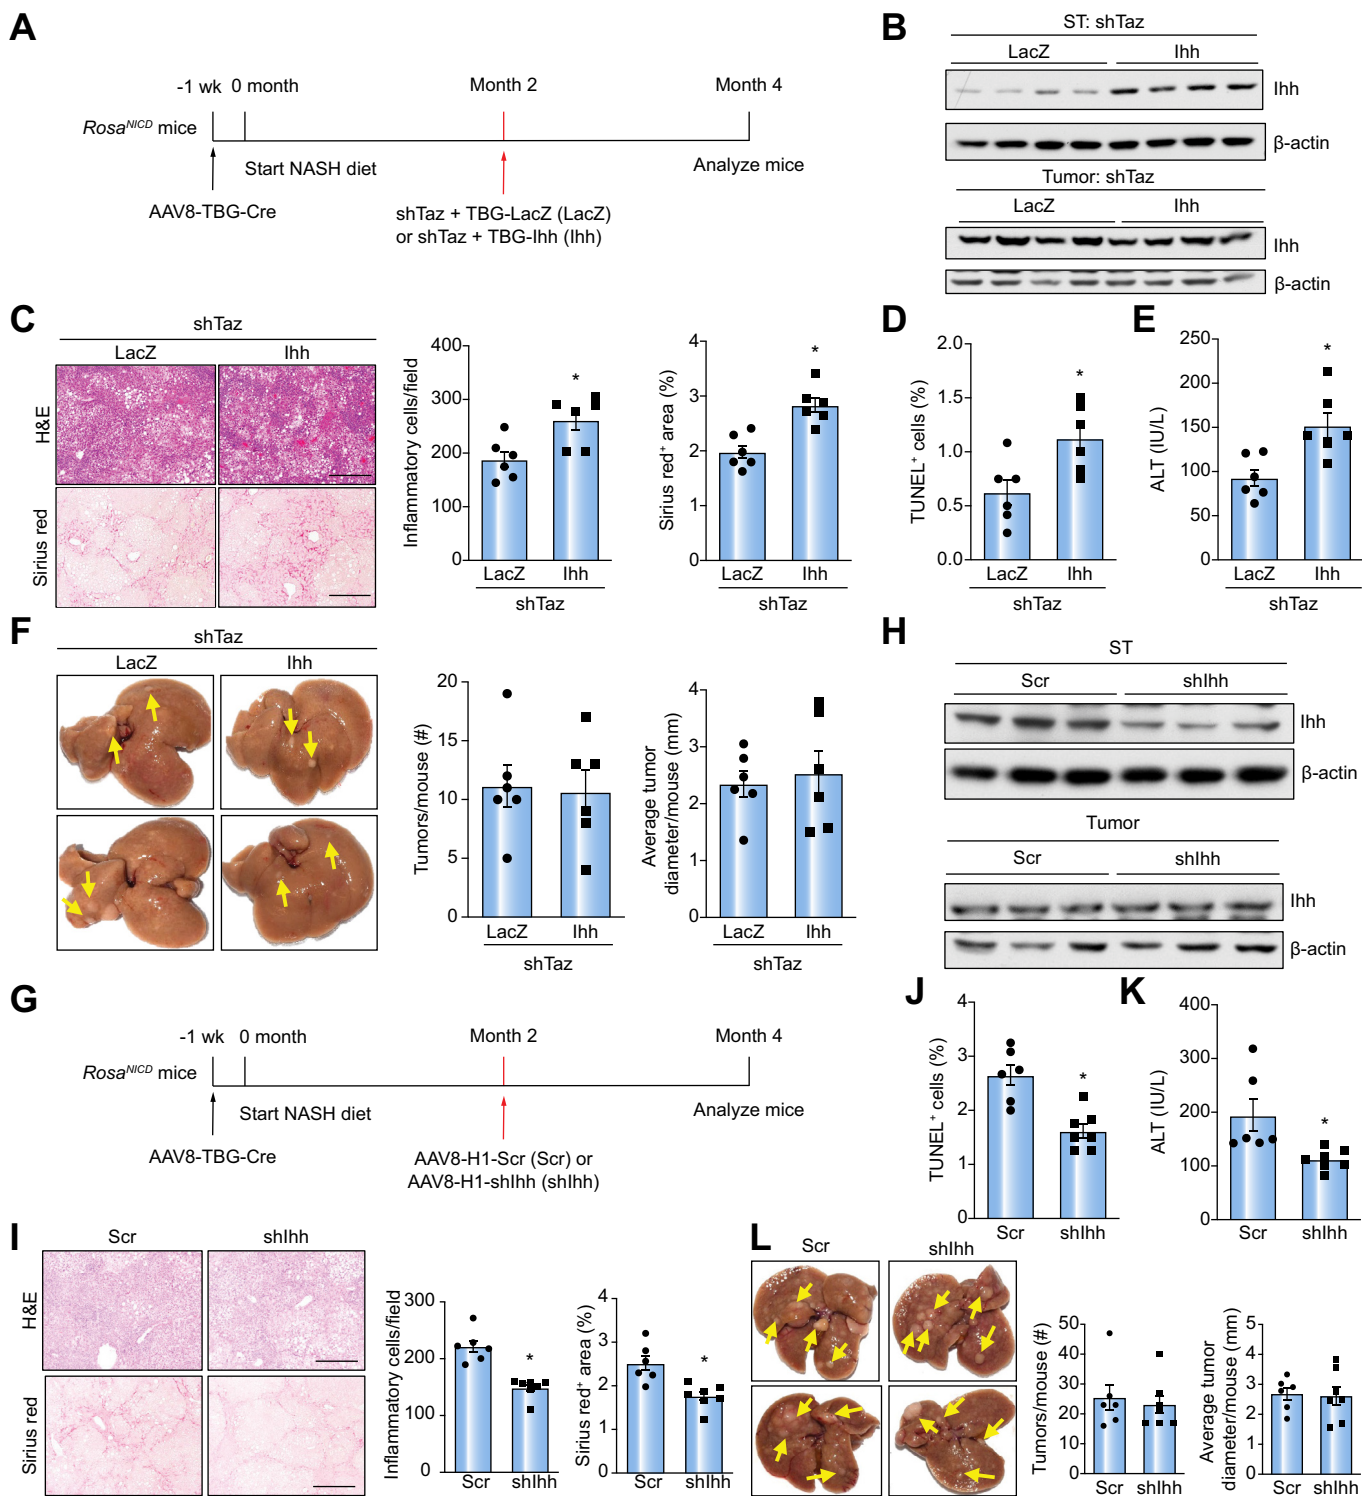 A
-1 wk 0 month Month 2 Month 4
Rosa^NICD mice
Start NASH diet Analyze mice
AAV8-TBG-Cre
shTaz + TBG-LacZ (LacZ)
or shTaz + TBG-Ihh (Ihh)
B
ST: shTaz
LacZ Ihh
Ihh
β-actin
Tumor: shTaz
LacZ Ihh
Ihh
β-actin
C
shTaz
LacZ Ihh
H&E
Sirius red
Inflammatory cells/field
400
300
200
100
0
*
LacZ Ihh
shTaz
Sirius red⁺ area (%)
4
3
2
1
0
*
LacZ Ihh
shTaz
D
TUNEL⁺ cells (%)
2.0
1.5
1.0
0.5
0.0
*
LacZ Ihh
shTaz
E
ALT (IU/L)
250
200
150
100
50
0
*
LacZ Ihh
shTaz
F
shTaz
LacZ Ihh
Tumors/mouse (#)
20
15
10
5
0
LacZ Ihh
shTaz
Average tumor
diameter/mouse (mm)
4
3
2
1
0
LacZ Ihh
shTaz
H
ST
Scr shIhh
Ihh
β-actin
Tumor
Scr shIhh
Ihh
β-actin
G
-1 wk 0 month Month 2 Month 4
Rosa^NICD mice
Start NASH diet Analyze mice
AAV8-TBG-Cre
AAV8-H1-Scr (Scr) or
AAV8-H1-shIhh (shIhh)
J
TUNEL⁺ cells (%)
4
3
2
1
0
*
Scr shIhh
K
ALT (IU/L)
400
300
200
100
0
*
Scr shIhh
I
Scr shIhh
H&E
Sirius red
Inflammatory cells/field
300
200
100
0
*
Scr shIhh
Sirius red⁺ area (%)
4
3
2
1
0
*
Scr shIhh
L
Scr shIhh
Tumors/mouse (#)
50
40
30
20
10
0
Scr shIhh
Average tumor
diameter/mouse (mm)
5
4
3
2
1
0
Scr shIhh